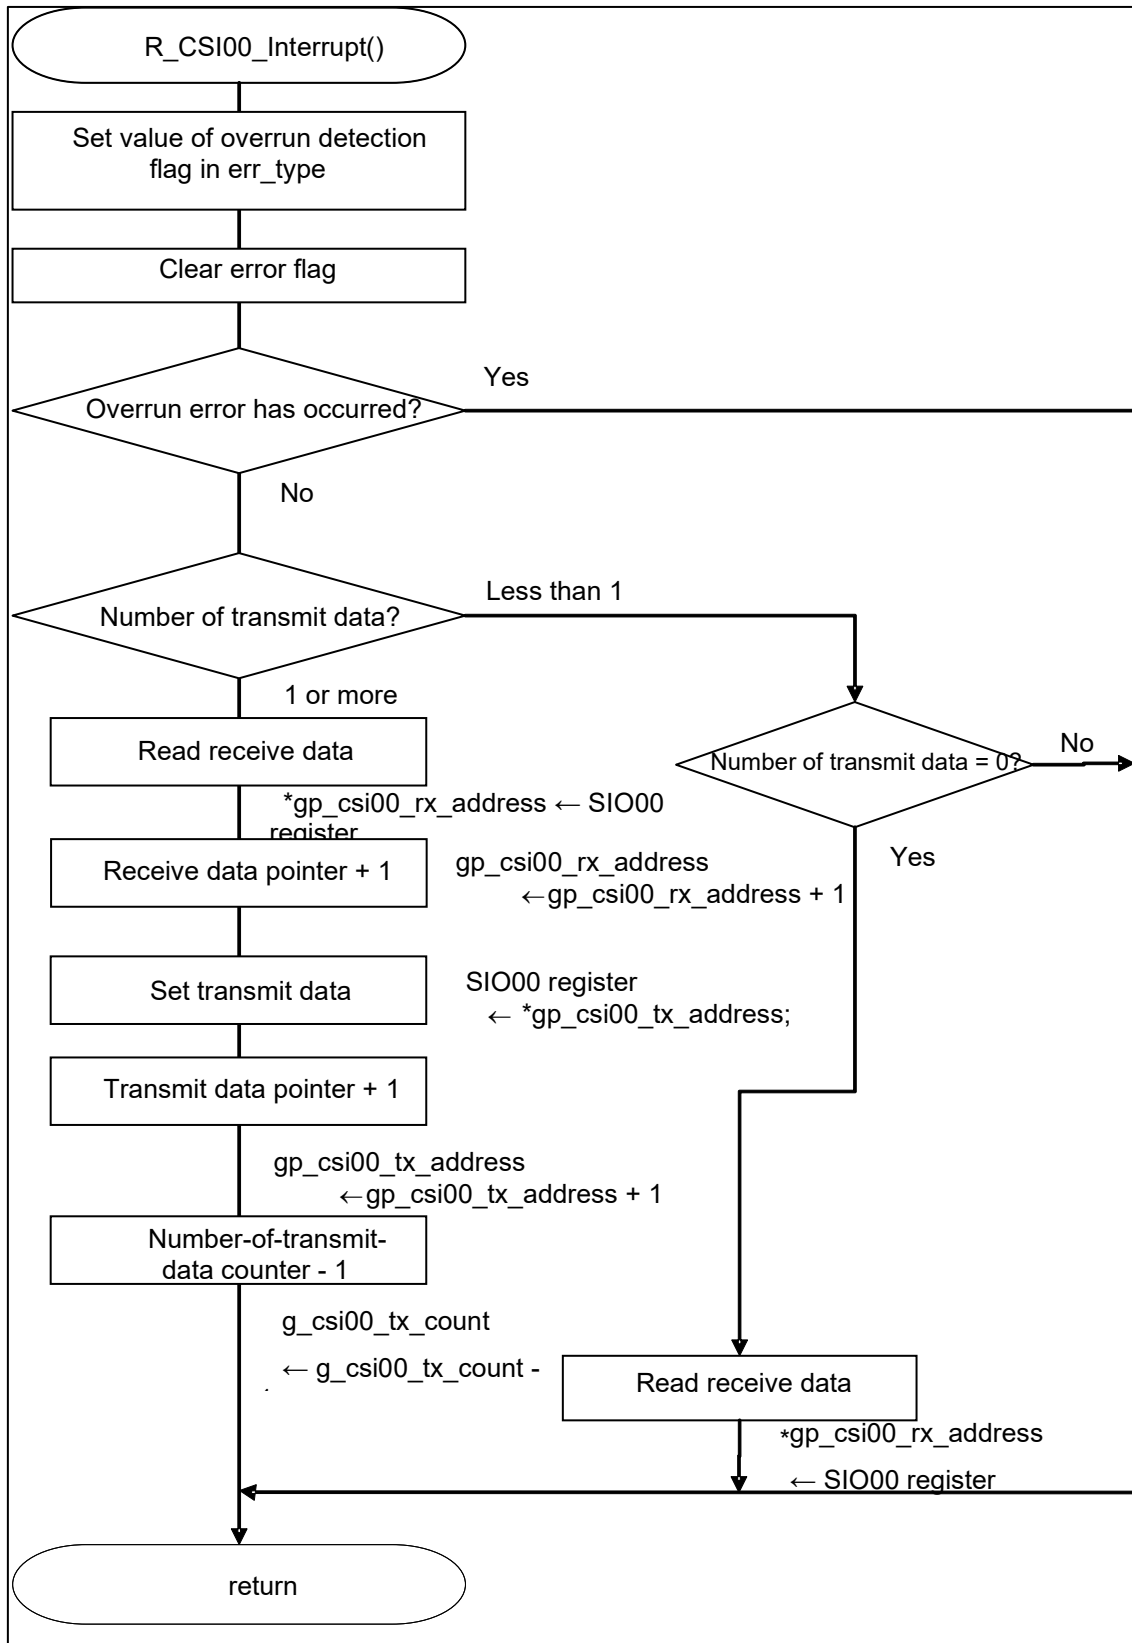 R_CSI00_Interrupt()
Set value of overrun detection
flag in err_type
Clear error flag
Yes
Overrun error has occurred?
No
Less than 1
Number of transmit data?
1 or more
Read receive data
Number of transmit data = 0?
No
*gp_csi00_rx_address ← SIO00
register
Receive data pointer + 1
gp_csi00_rx_address
←gp_csi00_rx_address + 1
Yes
Set transmit data
SIO00 register
← *gp_csi00_tx_address;
Transmit data pointer + 1
gp_csi00_tx_address
←gp_csi00_tx_address + 1
Number-of-transmit-
data counter - 1
g_csi00_tx_count
← g_csi00_tx_count -
Read receive data
*gp_csi00_rx_address
← SIO00 register
return